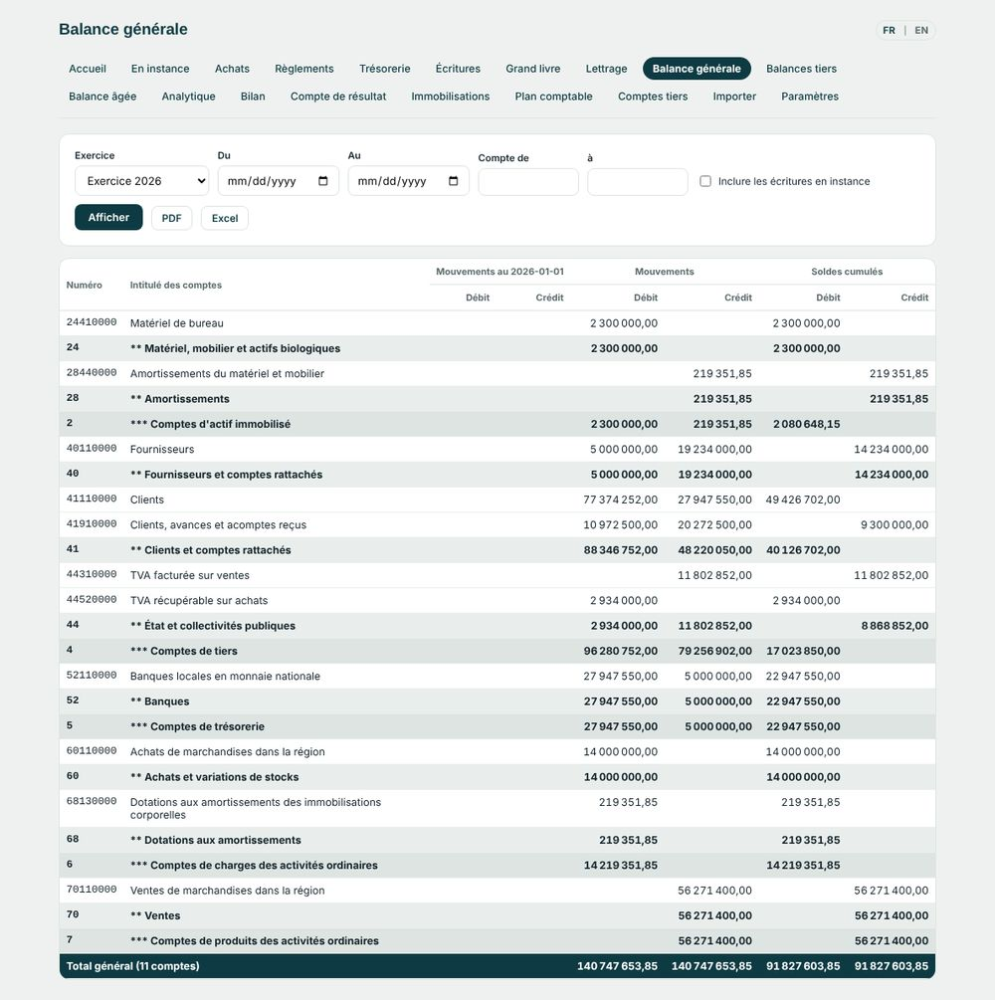 Balance générale
FR | EN
Accueil En instance Achats Règlements Trésorerie Écritures Grand livre Lettrage Balance générale Balances tiers
Balance âgée Analytique Bilan Compte de résultat Immobilisations Plan comptable Comptes tiers Importer Paramètres
Exercice Du Au Compte de à
Exercice 2026 mm/dd/yyyy mm/dd/yyyy Inclure les écritures en instance
Afficher PDF Excel
Numéro Intitulé des comptes Mouvements au 2026-01-01 Mouvements Soldes cumulés
Débit Crédit Débit Crédit Débit Crédit
24410000 Matériel de bureau 2 300 000,00 2 300 000,00
24 ** Matériel, mobilier et actifs biologiques 2 300 000,00 2 300 000,00
28440000 Amortissements du matériel et mobilier 219 351,85 219 351,85
28 ** Amortissements 219 351,85 219 351,85
2 *** Comptes d'actif immobilisé 2 300 000,00 219 351,85 2 080 648,15
40110000 Fournisseurs 5 000 000,00 19 234 000,00 14 234 000,00
40 ** Fournisseurs et comptes rattachés 5 000 000,00 19 234 000,00 14 234 000,00
41110000 Clients 77 374 252,00 27 947 550,00 49 426 702,00
41910000 Clients, avances et acomptes reçus 10 972 500,00 20 272 500,00 9 300 000,00
41 ** Clients et comptes rattachés 88 346 752,00 48 220 050,00 40 126 702,00
44310000 TVA facturée sur ventes 11 802 852,00 11 802 852,00
44520000 TVA récupérable sur achats 2 934 000,00 2 934 000,00
44 ** État et collectivités publiques 2 934 000,00 11 802 852,00 8 868 852,00
4 *** Comptes de tiers 96 280 752,00 79 256 902,00 17 023 850,00
52110000 Banques locales en monnaie nationale 27 947 550,00 5 000 000,00 22 947 550,00
52 ** Banques 27 947 550,00 5 000 000,00 22 947 550,00
5 *** Comptes de trésorerie 27 947 550,00 5 000 000,00 22 947 550,00
60110000 Achats de marchandises dans la région 14 000 000,00 14 000 000,00
60 ** Achats et variations de stocks 14 000 000,00 14 000 000,00
68130000 Dotations aux amortissements des immobilisations 219 351,85 219 351,85
corporelles
68 ** Dotations aux amortissements 219 351,85 219 351,85
6 *** Comptes de charges des activités ordinaires 14 219 351,85 14 219 351,85
70110000 Ventes de marchandises dans la région 56 271 400,00 56 271 400,00
70 ** Ventes 56 271 400,00 56 271 400,00
7 *** Comptes de produits des activités ordinaires 56 271 400,00 56 271 400,00
Total général (11 comptes) 140 747 653,85 140 747 653,85 91 827 603,85 91 827 603,85